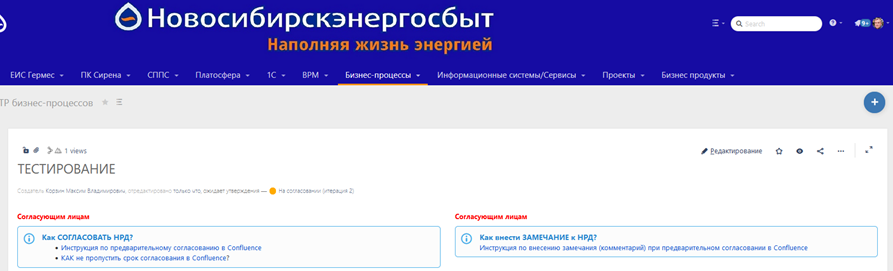 Новосибирскэнергосбыт
Наполняя жизнь энергией
Search
9+
ЕИС Гермес ПК Сирена СППС Платосфера 1С ВРМ Бизнес-процессы Информационные системы/Сервисы Проекты Бизнес продукты
ТР бизнес-процессов
1 views
Редактирование
ТЕСТИРОВАНИЕ
Создатель Корзин Максим Владимирович, отредактировано только что, ожидает утверждения — На согласовании (итерация 2)
Согласующим лицам
Как СОГЛАСОВАТЬ НРД?
• Инструкция по предварительному согласованию в Confluence
• КАК не пропустить срок согласования в Confluence?
Согласующим лицам
Как внести ЗАМЕЧАНИЕ к НРД?
Инструкция по внесению замечания (комментарий) при предварительном согласовании в Confluence